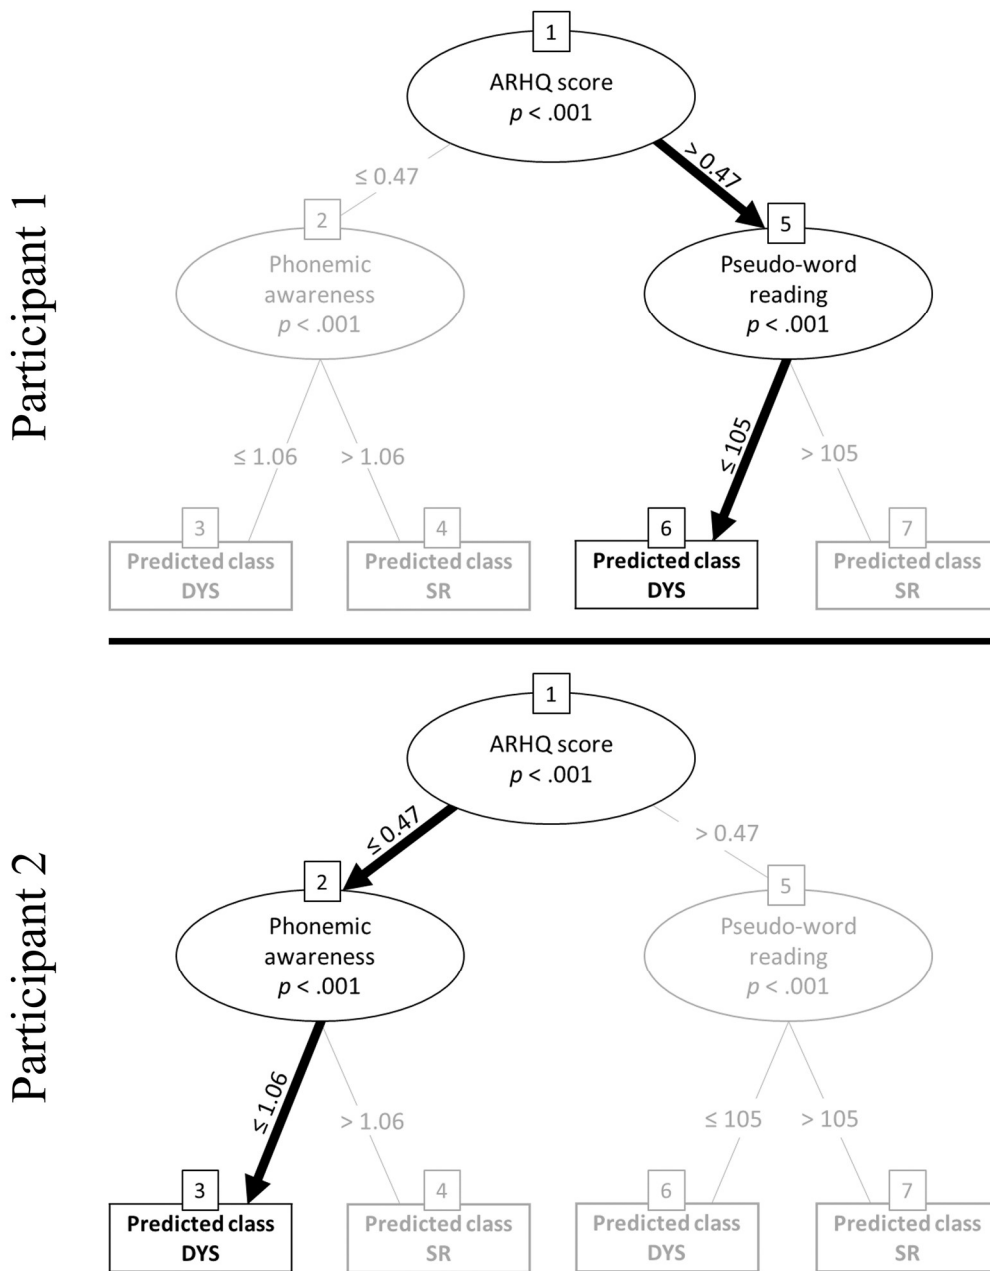 Participant 1
1
ARHQ score
p < .001
≤ 0.47
> 0.47
2
Phonemic
awareness
p < .001
5
Pseudo-word
reading
p < .001
≤ 1.06
> 1.06
≤ 105
> 105
3
Predicted class
DYS
4
Predicted class
SR
6
Predicted class
DYS
7
Predicted class
SR
Participant 2
1
ARHQ score
p < .001
≤ 0.47
> 0.47
2
Phonemic
awareness
p < .001
5
Pseudo-word
reading
p < .001
≤ 1.06
> 1.06
≤ 105
> 105
3
Predicted class
DYS
4
Predicted class
SR
6
Predicted class
DYS
7
Predicted class
SR